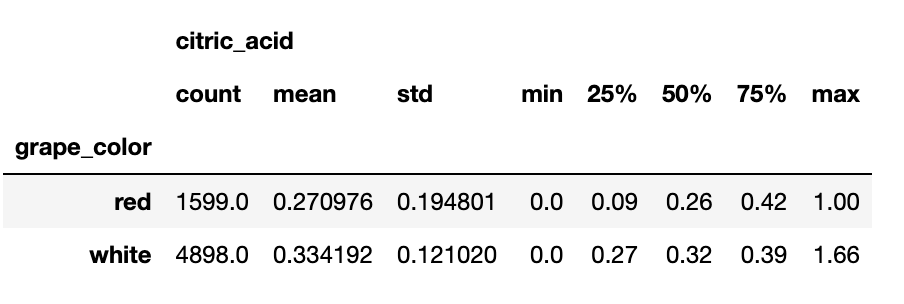 citric_acid
count mean std min 25% 50% 75% max
grape_color
red 1599.0 0.270976 0.194801 0.0 0.09 0.26 0.42 1.00
white 4898.0 0.334192 0.121020 0.0 0.27 0.32 0.39 1.66